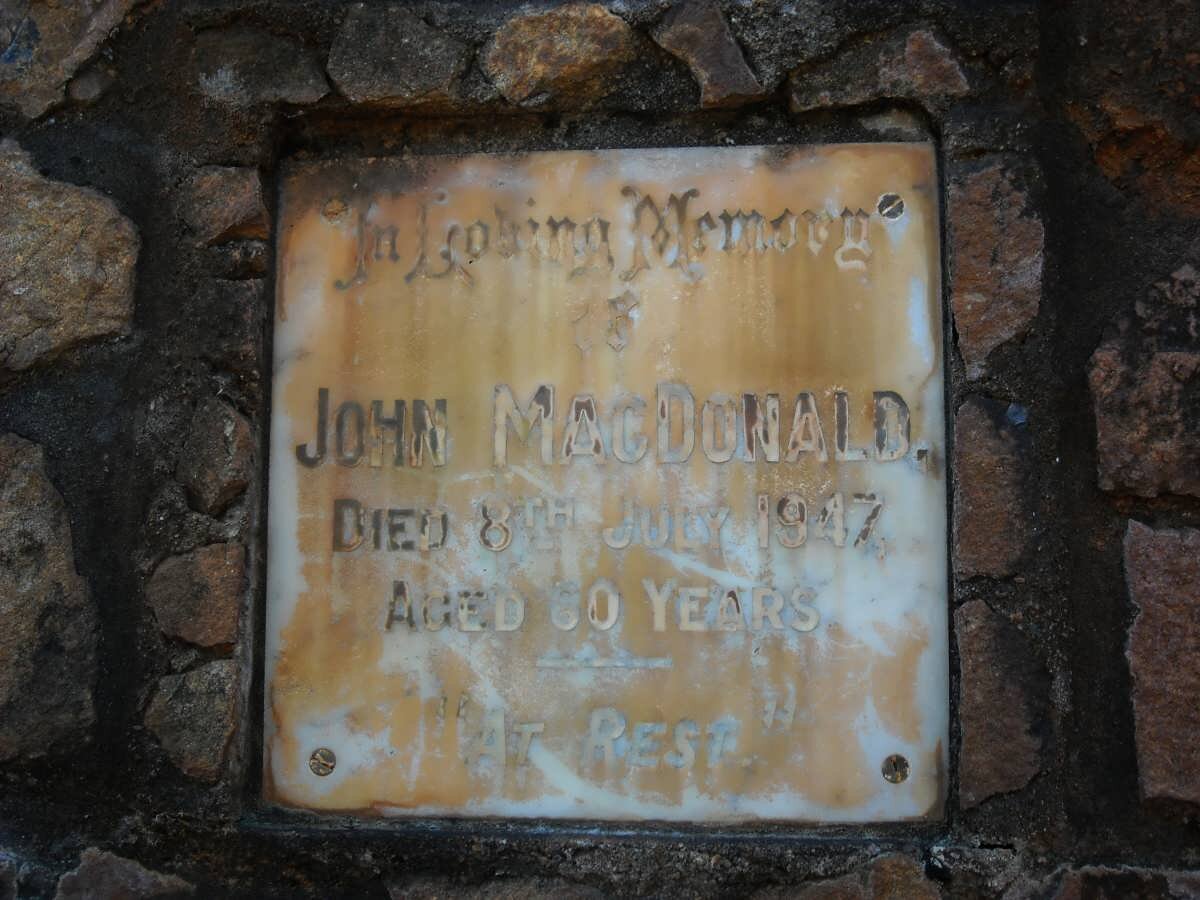 In Loving Memory
of
JOHN MACDONALD.
DIED 8TH JULY 1947,
AGED 60 YEARS
"AT REST."